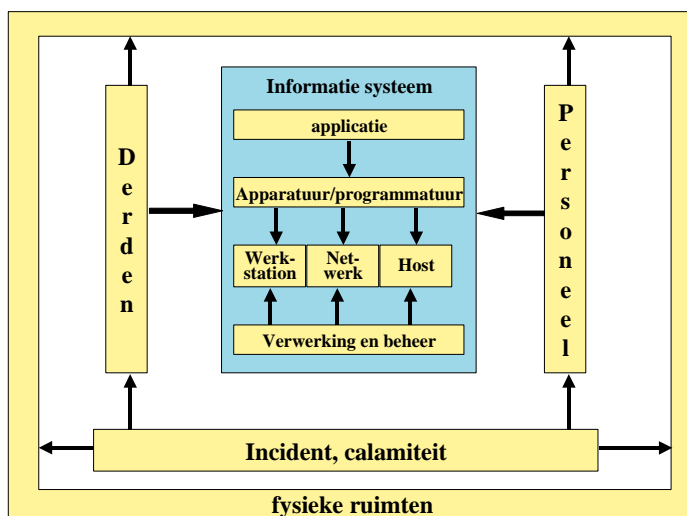 Informatie systeem
applicatie
Apparatuur/programmatuur
Werk-
station
Net-
werk
Host
Verwerking en beheer
Derden
Personeel
Incident, calamiteit
fysieke ruimten